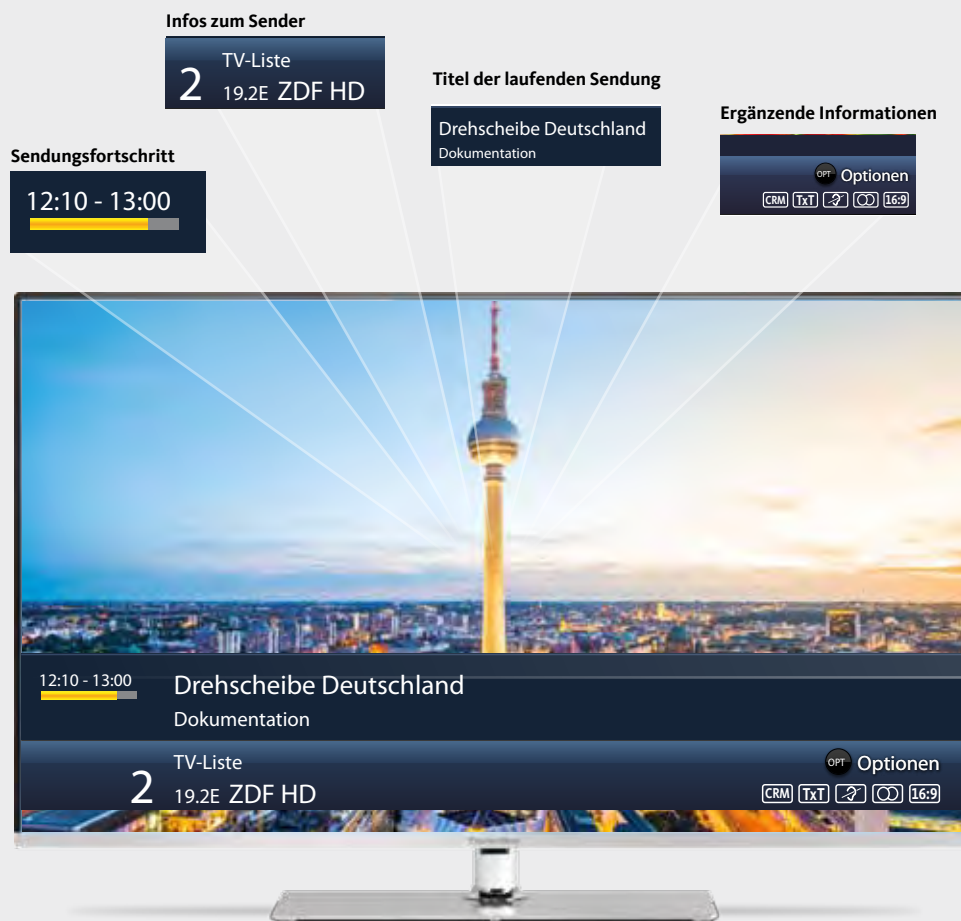 Infos zum Sender
TV-Liste
2 19.2E ZDF HD
Titel der laufenden Sendung
Drehscheibe Deutschland
Dokumentation
Ergänzende Informationen
OPT Optionen
CRM TxT 16:9
Sendungsfortschritt
12:10 - 13:00
12:10 - 13:00 Drehscheibe Deutschland
Dokumentation
TV-Liste
OPT Optionen
2 19.2E ZDF HD
CRM TxT 16:9